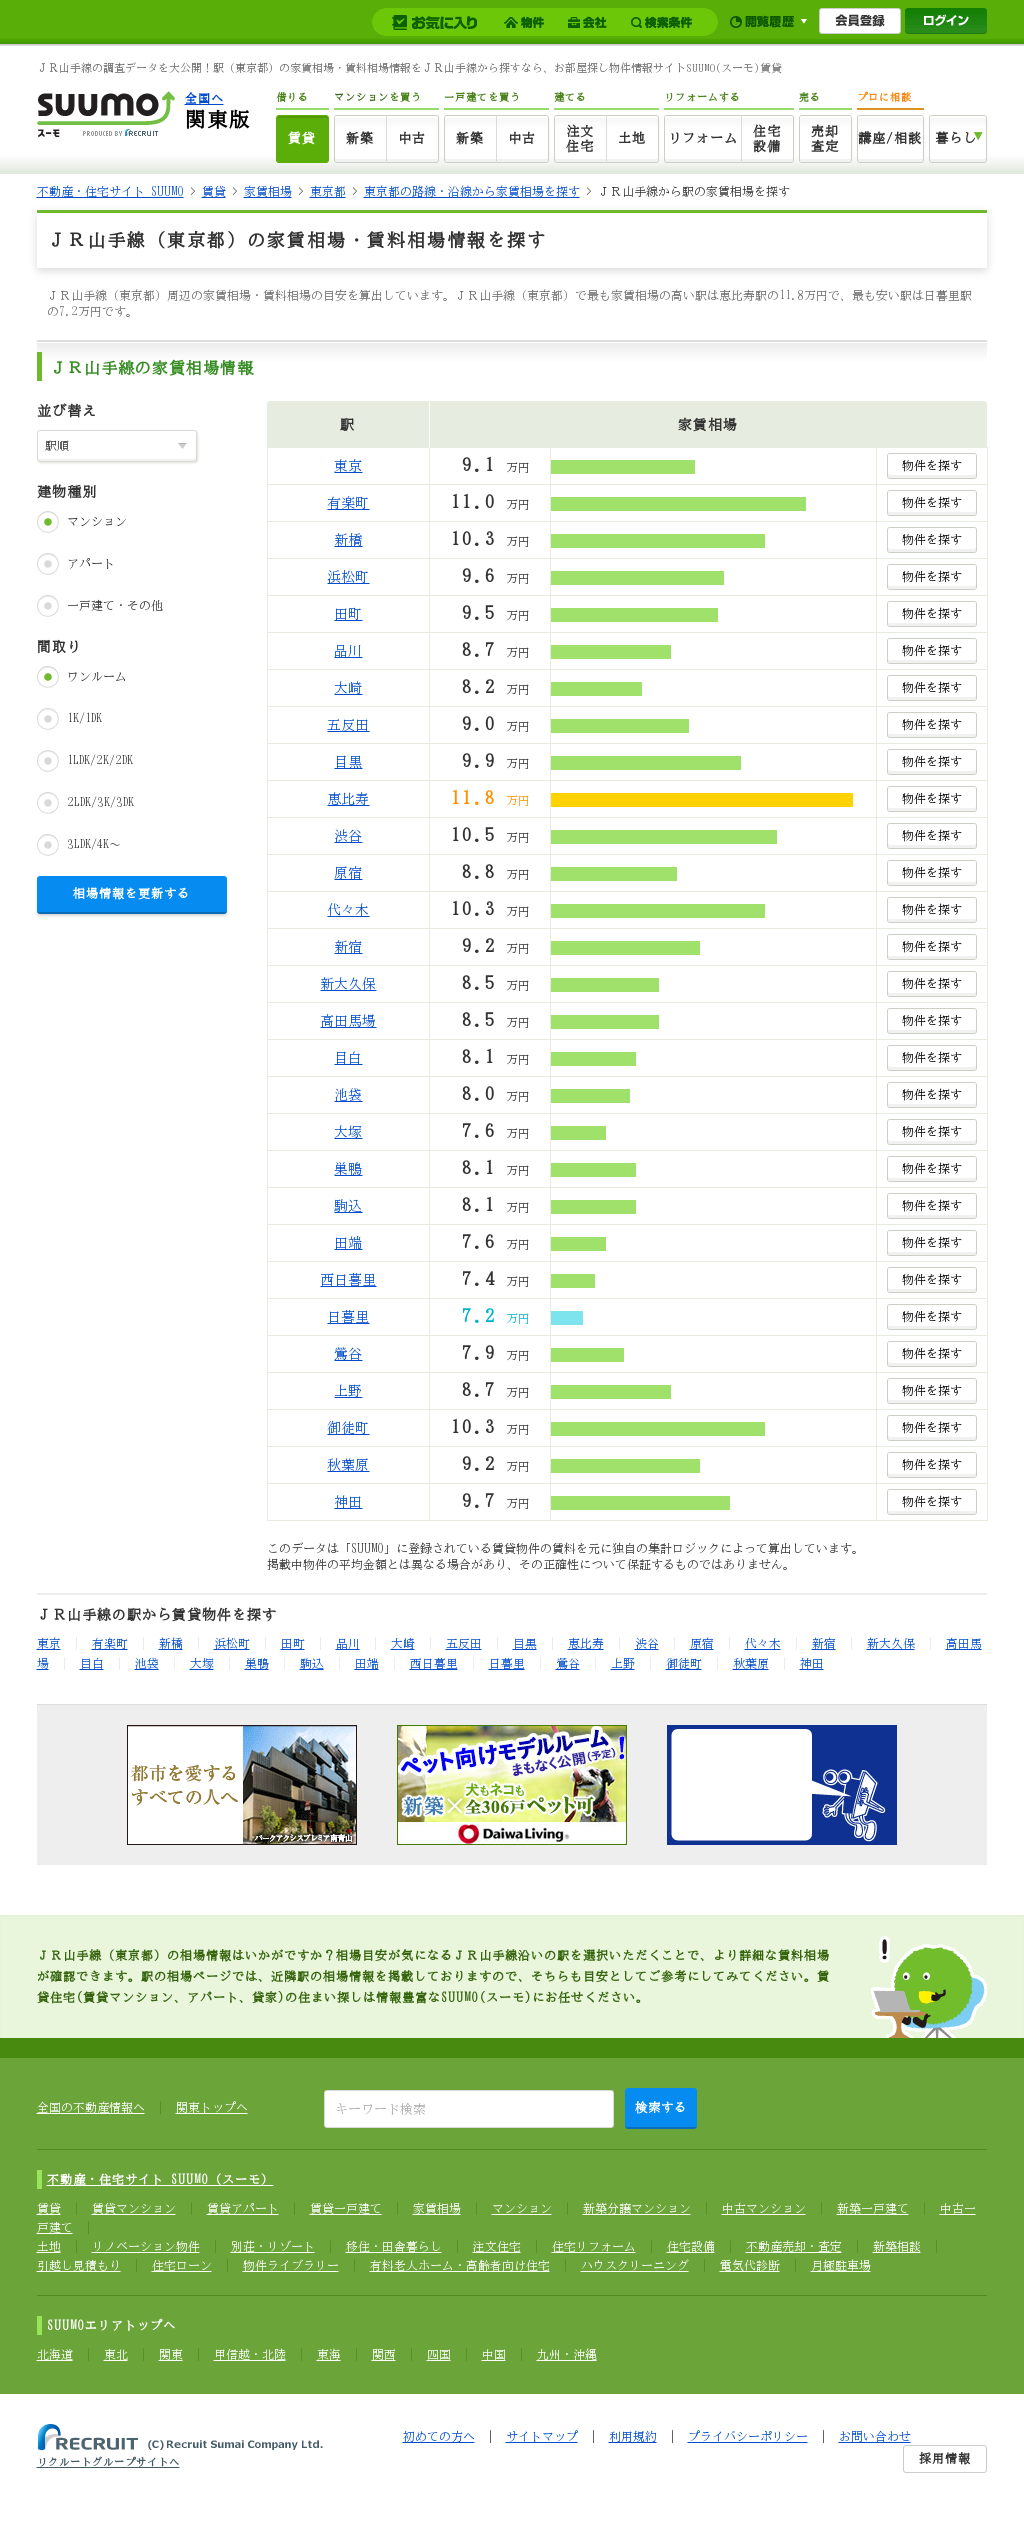 お気に入り 物件 会社 検索条件 閲覧履歴 会員登録 ログイン
ＪＲ山手線の調査データを大公開！駅（東京都）の家賃相場・賃料相場情報をＪＲ山手線から探すなら、お部屋探し物件情報サイトSUUMO(スーモ)賃貸
SUUMO
スーモ PRODUCED BY RECRUIT
全国へ
関東版
借りる マンションを買う 一戸建てを買う 建てる リフォームする 売る プロに相談
賃貸 新築 中古 新築 中古 注文住宅 土地 リフォーム 住宅設備 売却査定 講座/相談 暮らし
不動産・住宅サイト SUUMO > 賃貸 > 家賃相場 > 東京都 > 東京都の路線・沿線から家賃相場を探す > ＪＲ山手線から駅の家賃相場を探す
ＪＲ山手線（東京都）の家賃相場・賃料相場情報を探す
ＪＲ山手線（東京都）周辺の家賃相場・賃料相場の目安を算出しています。ＪＲ山手線（東京都）で最も家賃相場の高い駅は恵比寿駅の11.8万円で、最も安い駅は日暮里駅
の7.2万円です。
ＪＲ山手線の家賃相場情報
並び替え
駅順
建物種別
マンション
アパート
一戸建て・その他
間取り
ワンルーム
1K/1DK
1LDK/2K/2DK
2LDK/3K/3DK
3LDK/4K～
相場情報を更新する
駅 家賃相場
東京 9.1 万円 物件を探す
有楽町 11.0 万円 物件を探す
新橋 10.3 万円 物件を探す
浜松町 9.6 万円 物件を探す
田町 9.5 万円 物件を探す
品川 8.7 万円 物件を探す
大崎 8.2 万円 物件を探す
五反田 9.0 万円 物件を探す
目黒 9.9 万円 物件を探す
恵比寿 11.8 万円 物件を探す
渋谷 10.5 万円 物件を探す
原宿 8.8 万円 物件を探す
代々木 10.3 万円 物件を探す
新宿 9.2 万円 物件を探す
新大久保 8.5 万円 物件を探す
高田馬場 8.5 万円 物件を探す
目白 8.1 万円 物件を探す
池袋 8.0 万円 物件を探す
大塚 7.6 万円 物件を探す
巣鴨 8.1 万円 物件を探す
駒込 8.1 万円 物件を探す
田端 7.6 万円 物件を探す
西日暮里 7.4 万円 物件を探す
日暮里 7.2 万円 物件を探す
鶯谷 7.9 万円 物件を探す
上野 8.7 万円 物件を探す
御徒町 10.3 万円 物件を探す
秋葉原 9.2 万円 物件を探す
神田 9.7 万円 物件を探す
このデータは「SUUMO」に登録されている賃貸物件の賃料を元に独自の集計ロジックによって算出しています。
掲載中物件の平均金額とは異なる場合があり、その正確性について保証するものではありません。
ＪＲ山手線の駅から賃貸物件を探す
東京 有楽町 新橋 浜松町 田町 品川 大崎 五反田 目黒 恵比寿 渋谷 原宿 代々木 新宿 新大久保 高田馬
場 目白 池袋 大塚 巣鴨 駒込 田端 西日暮里 日暮里 鶯谷 上野 御徒町 秋葉原 神田
都市を愛する
すべての人へ
パークアクシスプレミア南青山
ペット向けモデルルーム
まもなく公開(予定)!
犬もネコも
新築×全306戸ペット可
DaiwaLiving
ＪＲ山手線（東京都）の相場情報はいかがですか？相場目安が気になるＪＲ山手線沿いの駅を選択いただくことで、より詳細な賃料相場
が確認できます。駅の相場ページでは、近隣駅の相場情報を掲載しておりますので、そちらも目安としてご参考にしてみてください。賃
貸住宅(賃貸マンション、アパート、貸家)の住まい探しは情報豊富なSUUMO(スーモ)にお任せください。
全国の不動産情報へ 関東トップへ キーワード検索 検索する
不動産・住宅サイト SUUMO（スーモ）
賃貸 賃貸マンション 賃貸アパート 賃貸一戸建て 家賃相場 マンション 新築分譲マンション 中古マンション 新築一戸建て 中古一
戸建て
土地 リノベーション物件 別荘・リゾート 移住・田舎暮らし 注文住宅 住宅リフォーム 住宅設備 不動産売却・査定 新築相談
引越し見積もり 住宅ローン 物件ライブラリー 有料老人ホーム・高齢者向け住宅 ハウスクリーニング 電気代診断 月極駐車場
SUUMOエリアトップへ
北海道 東北 関東 甲信越・北陸 東海 関西 四国 中国 九州・沖縄
RECRUIT (C)Recruit Sumai Company Ltd.
リクルートグループサイトへ
初めての方へ | サイトマップ | 利用規約 | プライバシーポリシー | お問い合わせ
採用情報